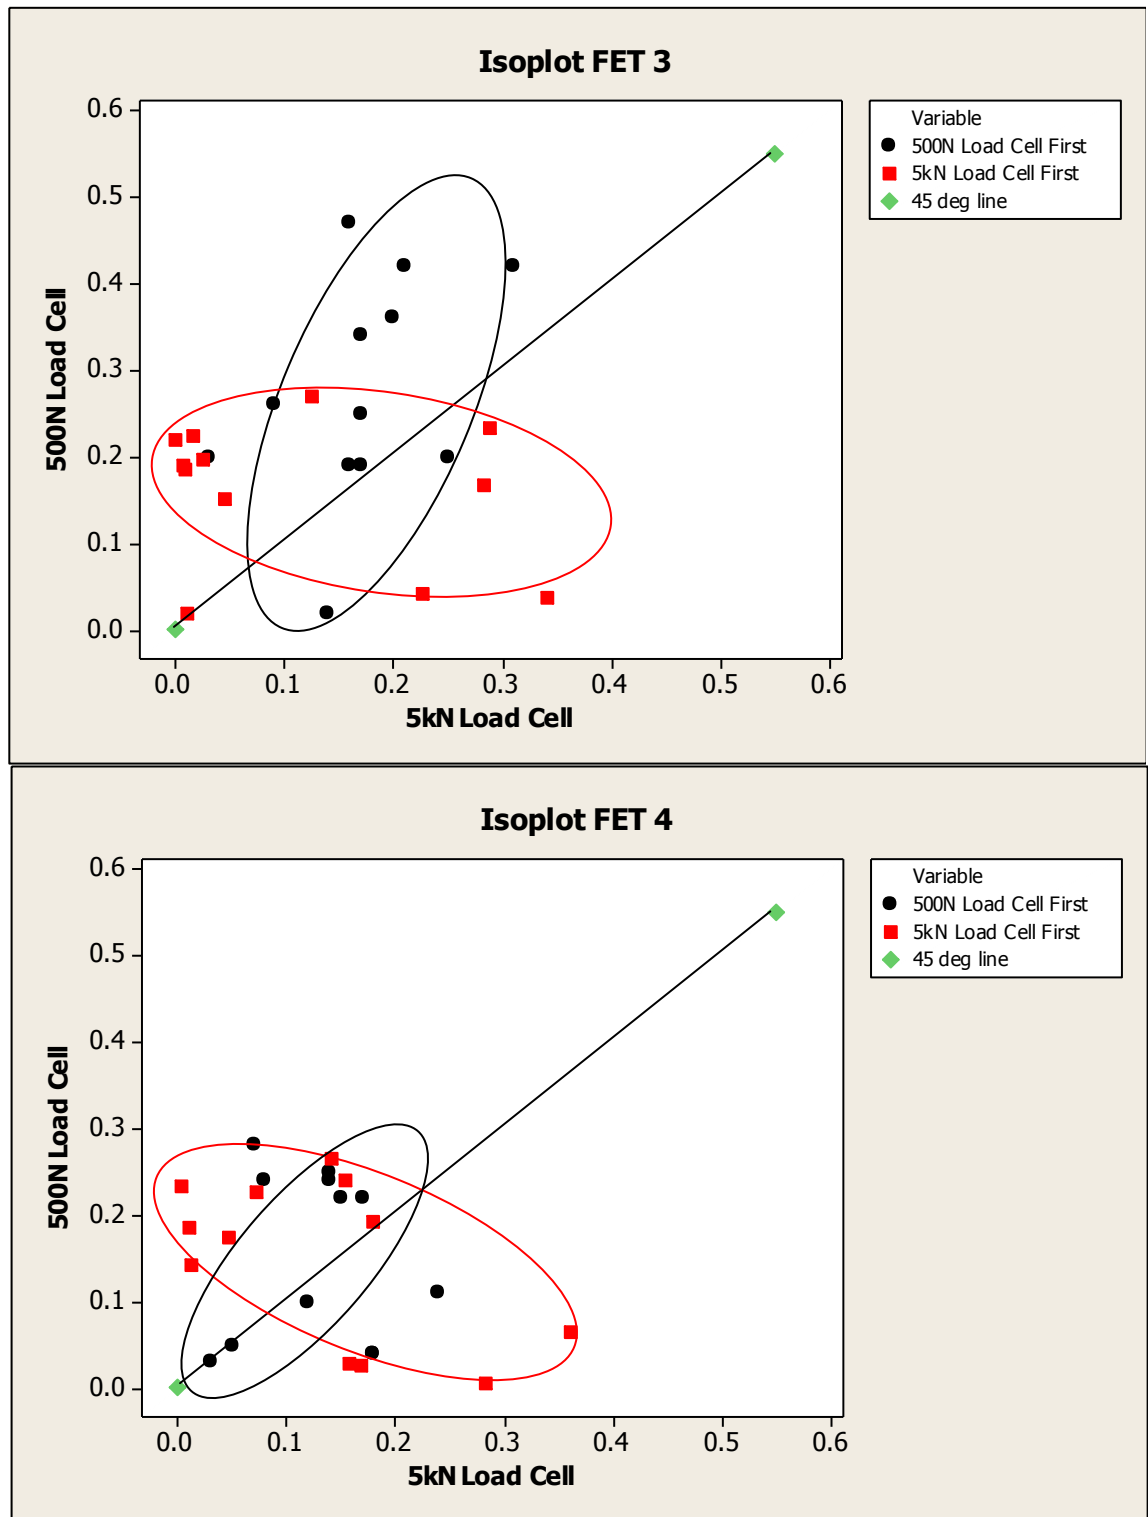 Isoplot FET 3
0.6
0.5
0.4
0.3
0.2
0.1
0.0
500N Load Cell
0.0 0.1 0.2 0.3 0.4 0.5 0.6
5kN Load Cell
Variable
500N Load Cell First
5kN Load Cell First
45 deg line
Isoplot FET 4
0.6
0.5
0.4
0.3
0.2
0.1
0.0
500N Load Cell
0.0 0.1 0.2 0.3 0.4 0.5 0.6
5kN Load Cell
Variable
500N Load Cell First
5kN Load Cell First
45 deg line